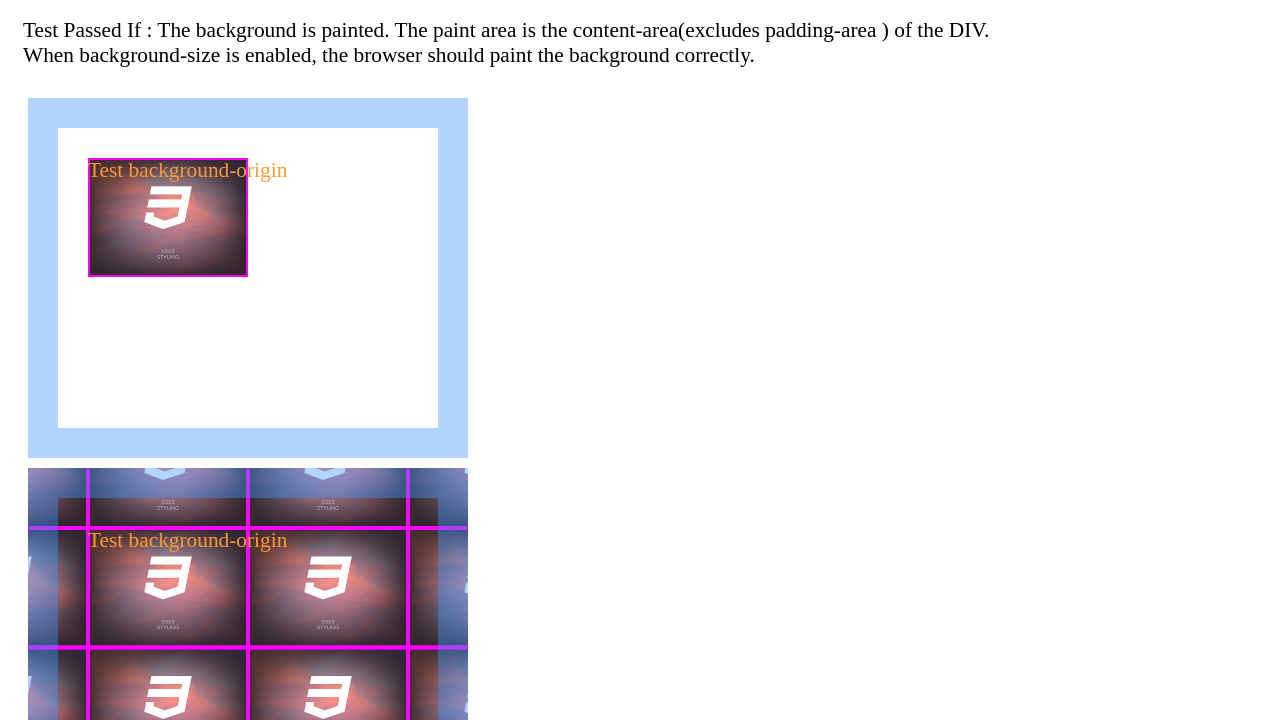 Test Passed If : The background is painted. The paint area is the content-area(excludes padding-area ) of the DIV.
When background-size is enabled, the browser should paint the background correctly.
Test background-origin
CSS3
STYLING
CSS3 CSS3
STYLING STYLING
Test background-origin
CSS3 CSS3
STYLING STYLING